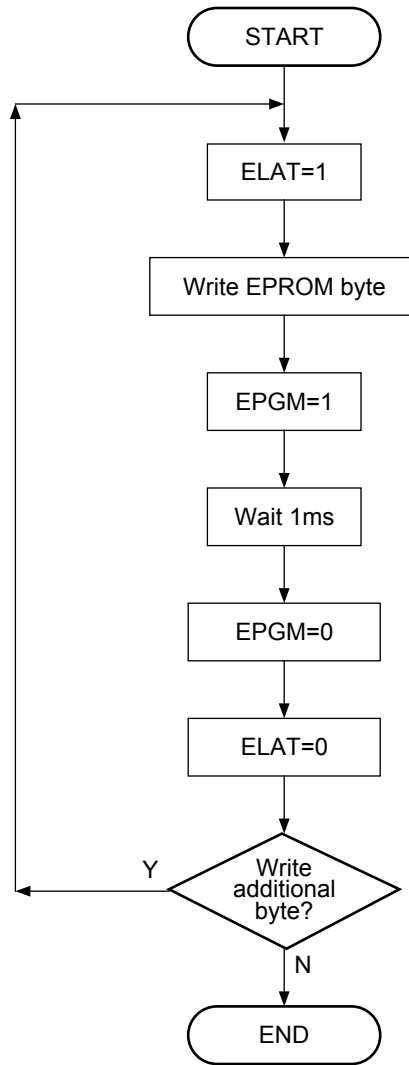 START
ELAT=1
Write EPROM byte
EPGM=1
Wait 1ms
EPGM=0
ELAT=0
Y
Write
additional
byte?
N
END